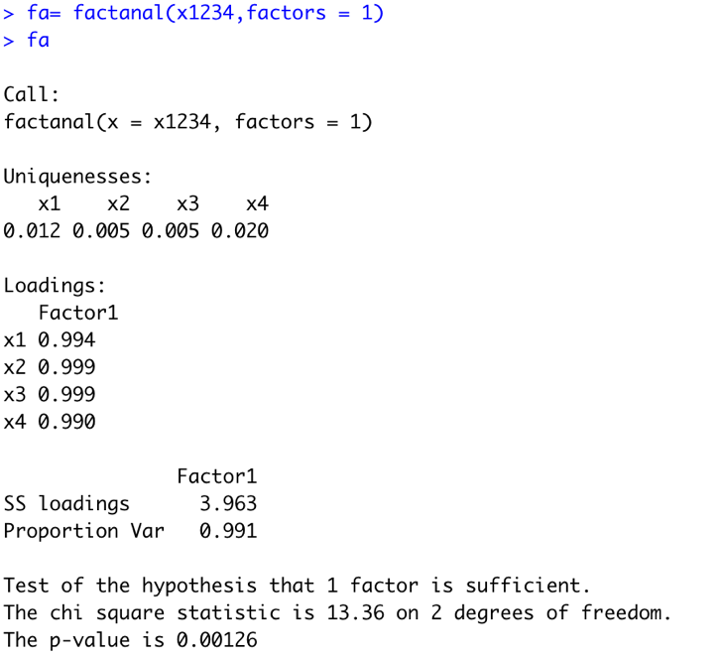 > fa= factanal(x1234,factors = 1)
> fa
Call:
factanal(x = x1234, factors = 1)
Uniquenesses:
x1 x2 x3 x4
0.012 0.005 0.005 0.020
Loadings:
Factor1
x1 0.994
x2 0.999
x3 0.999
x4 0.990
Factor1
SS loadings 3.963
Proportion Var 0.991
Test of the hypothesis that 1 factor is sufficient.
The chi square statistic is 13.36 on 2 degrees of freedom.
The p-value is 0.00126